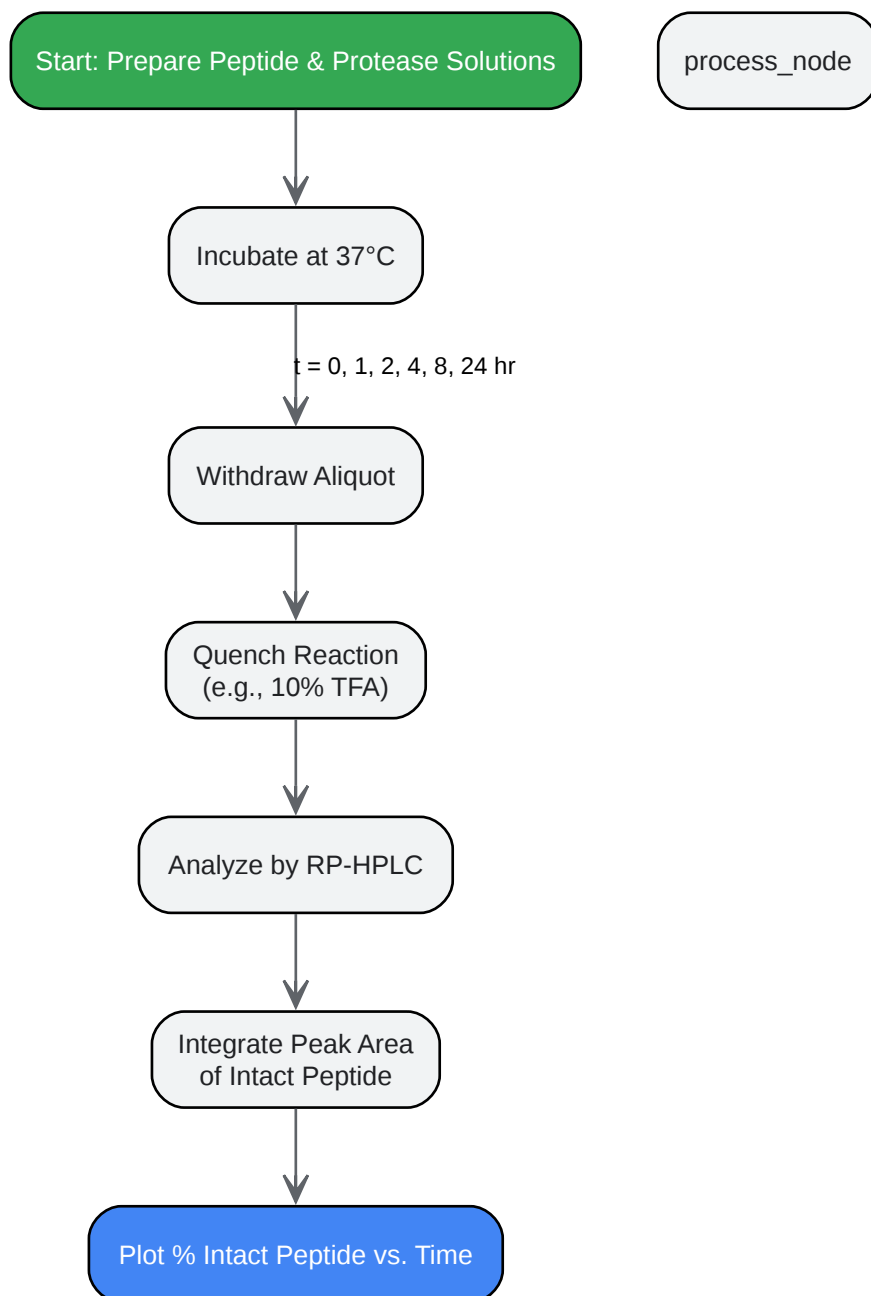 Start: Prepare Peptide & Protease Solutions
process_node
Incubate at 37°C
t = 0, 1, 2, 4, 8, 24 hr
Withdraw Aliquot
Quench Reaction
(e.g., 10% TFA)
Analyze by RP-HPLC
Integrate Peak Area
of Intact Peptide
Plot % Intact Peptide vs. Time